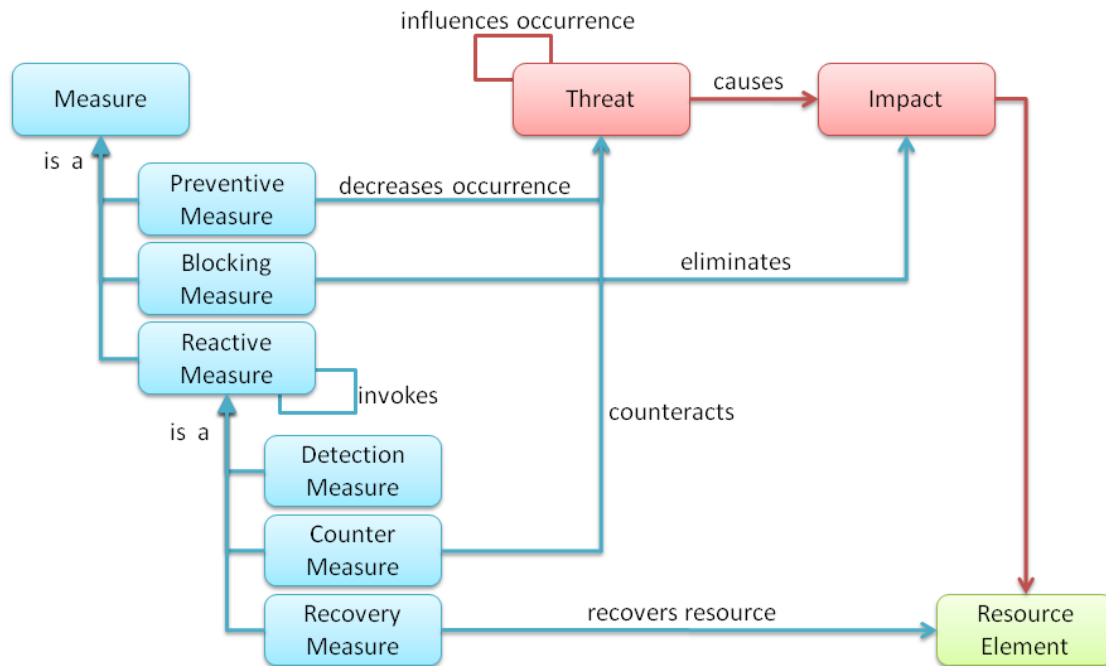 influences occurrence
Measure
Threat
causes
Impact
is a
Preventive
Measure
decreases occurrence
Blocking
Measure
eliminates
Reactive
Measure
invokes
is a
counteracts
Detection
Measure
Counter
Measure
Recovery
Measure
recovers resource
Resource
Element